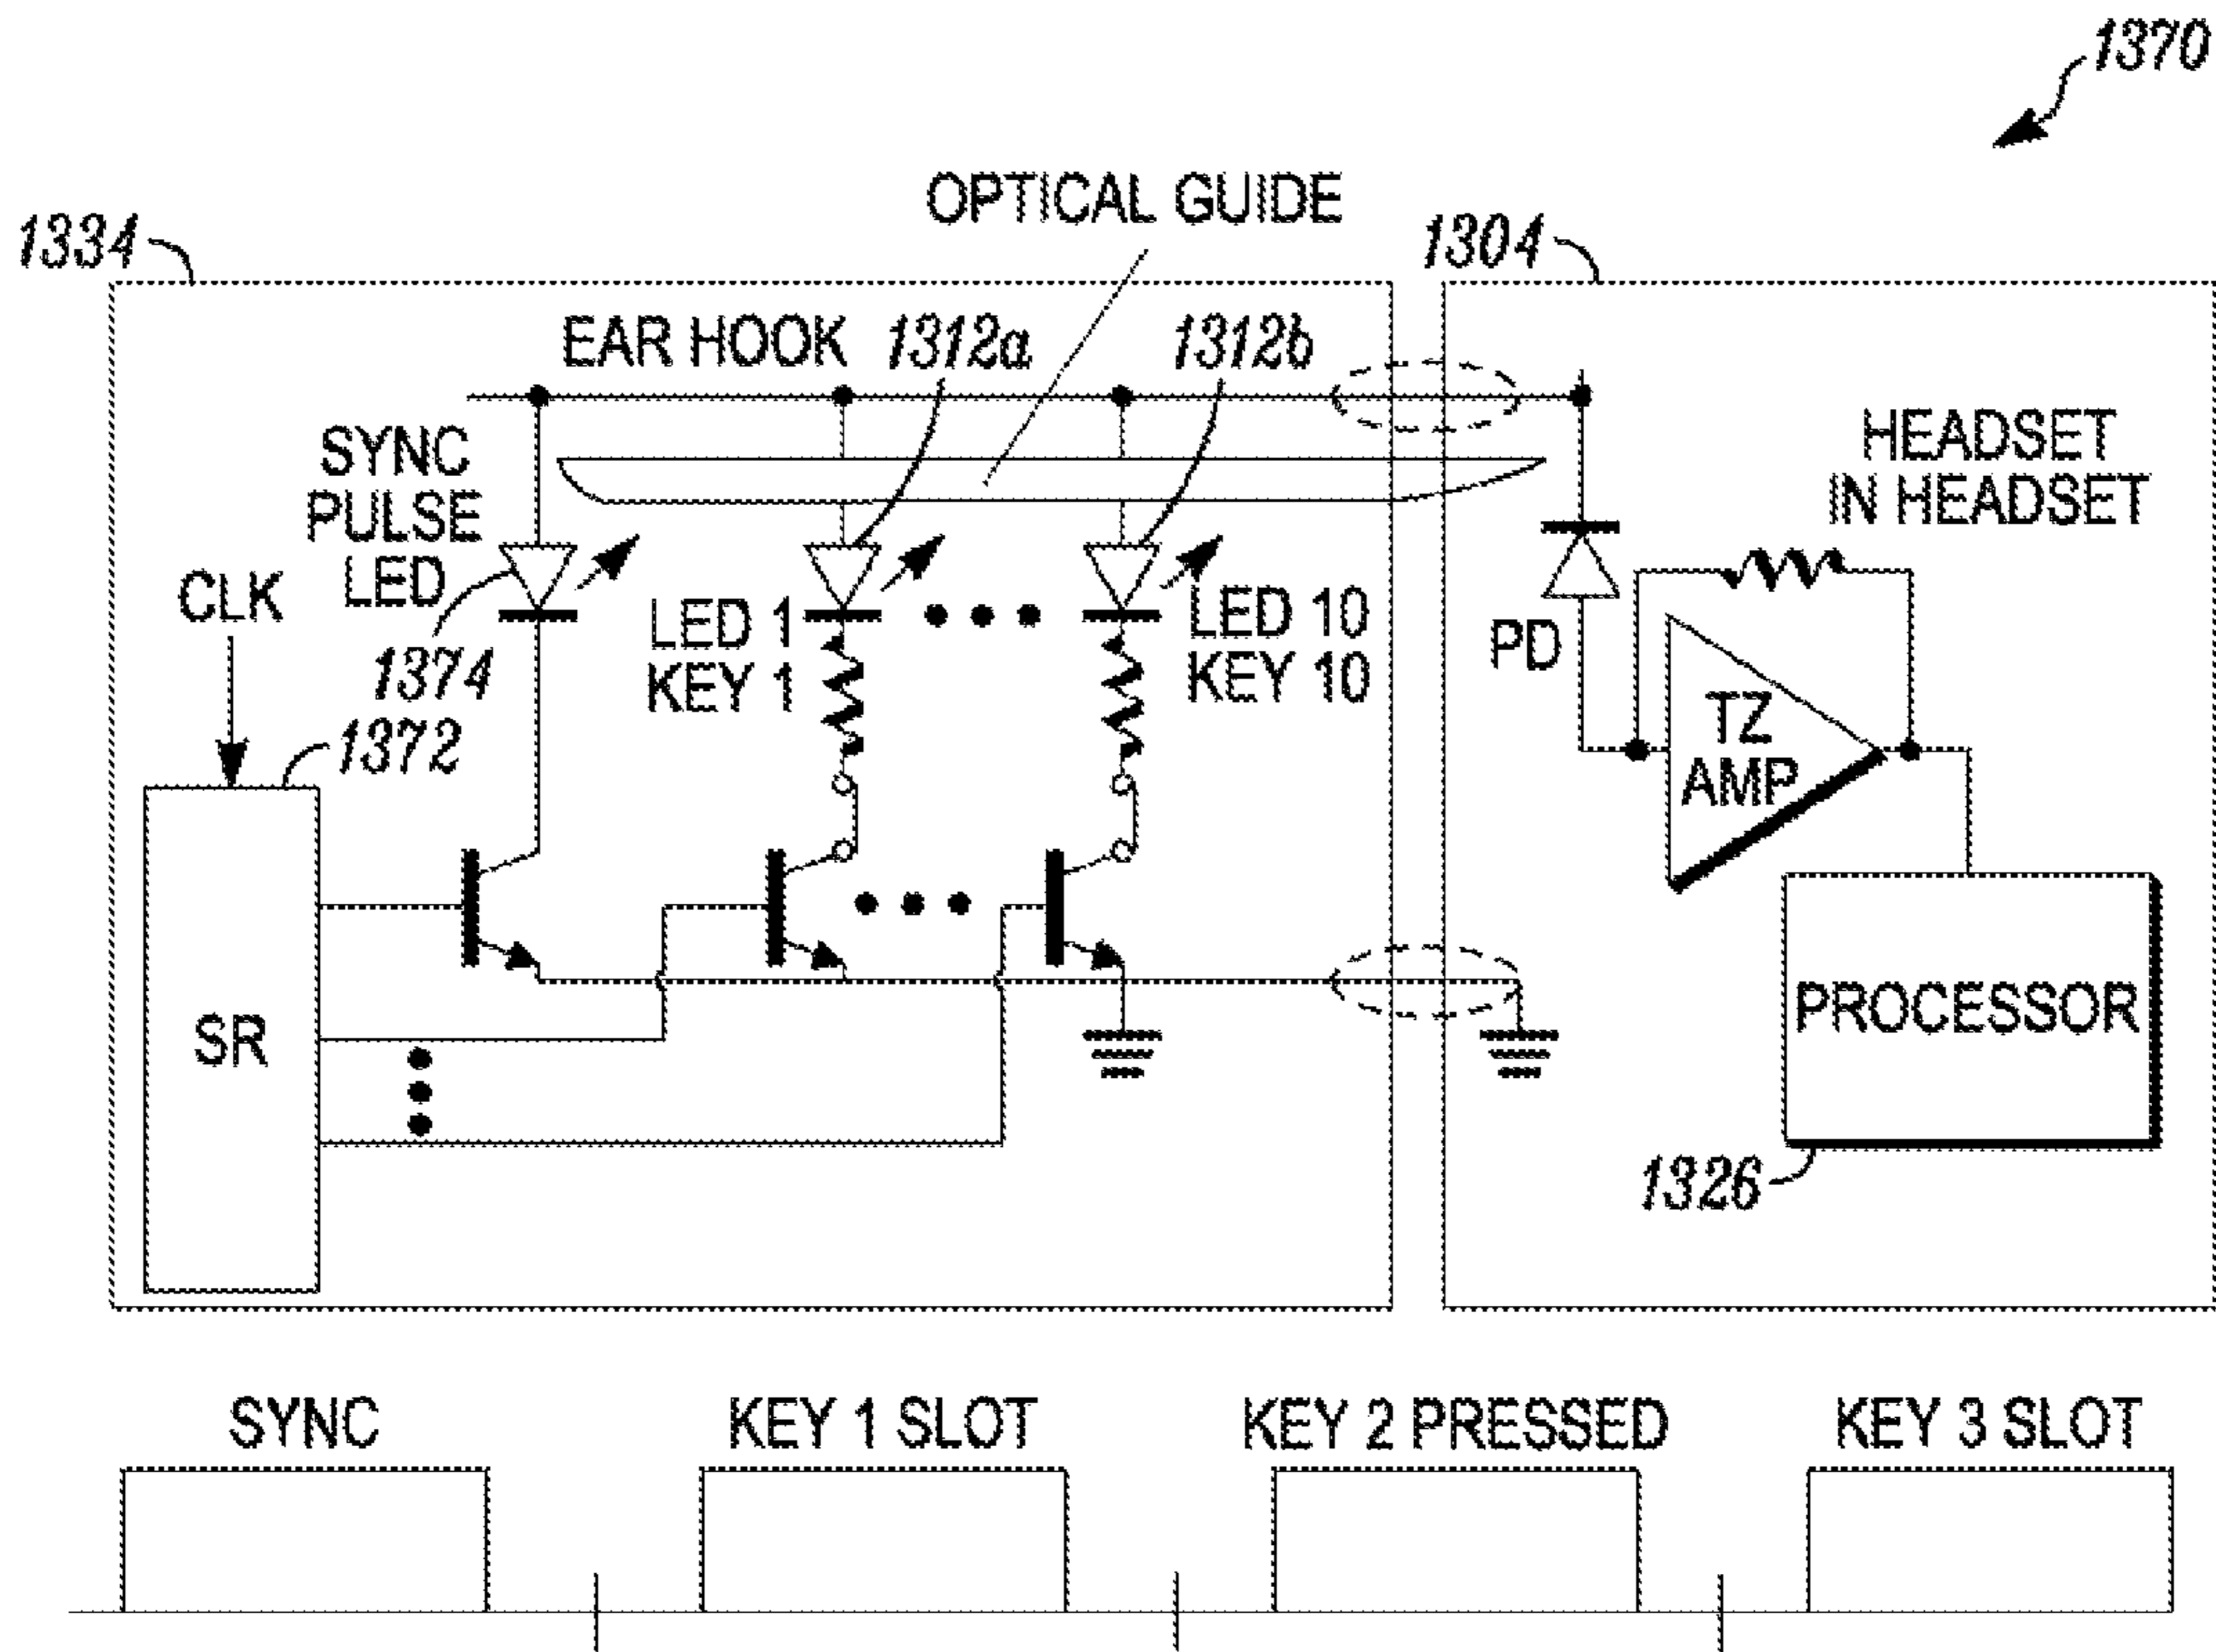 1370
OPTICAL GUIDE
1334
1304
EAR HOOK
1312a
1312b
SYNC
PULSE
LED
HEADSET
IN HEADSET
CLK
1374
LED 1
KEY 1
LED 10
KEY 10
PD
1372
TZ
AMP
SR
PROCESSOR
1326
SYNC
KEY 1 SLOT
KEY 2 PRESSED
KEY 3 SLOT